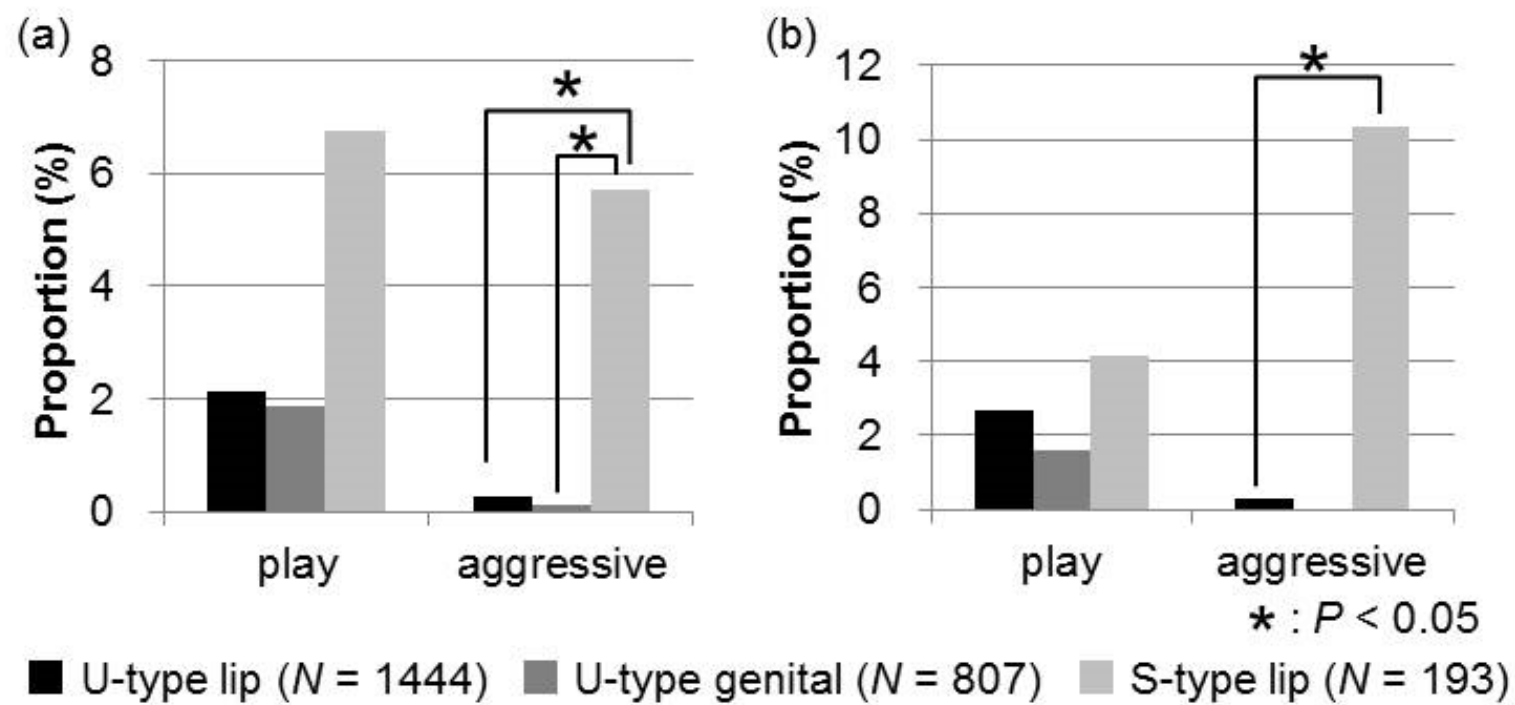 (a)
Proportion (%)
8
6
4
2
0
*
*
play aggressive
(b)
Proportion (%)
12
10
8
6
4
2
0
*
play aggressive
* : P < 0.05
U-type lip (N = 1444) U-type genital (N = 807) S-type lip (N = 193)